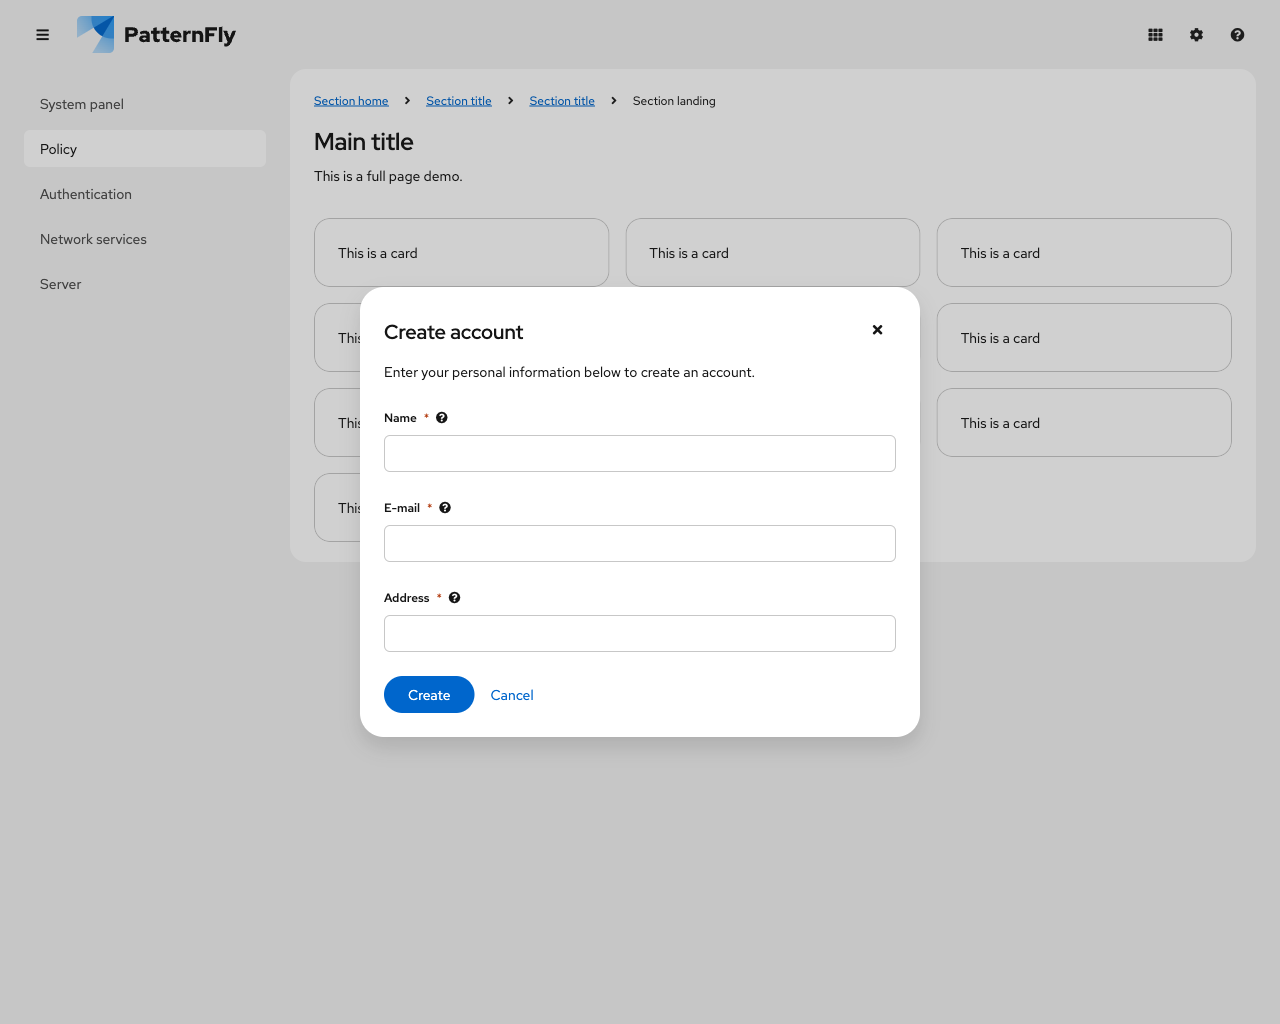 PatternFly
System panel
Policy
Authentication
Network services
Server
Section home
Section title
Section title
Section landing
Main title
This is a full page demo.
This is a card
This is a card
This is a card
This
This is a card
This
This is a card
This
Create account
Enter your personal information below to create an account.
Name *
E-mail *
Address *
Create
Cancel